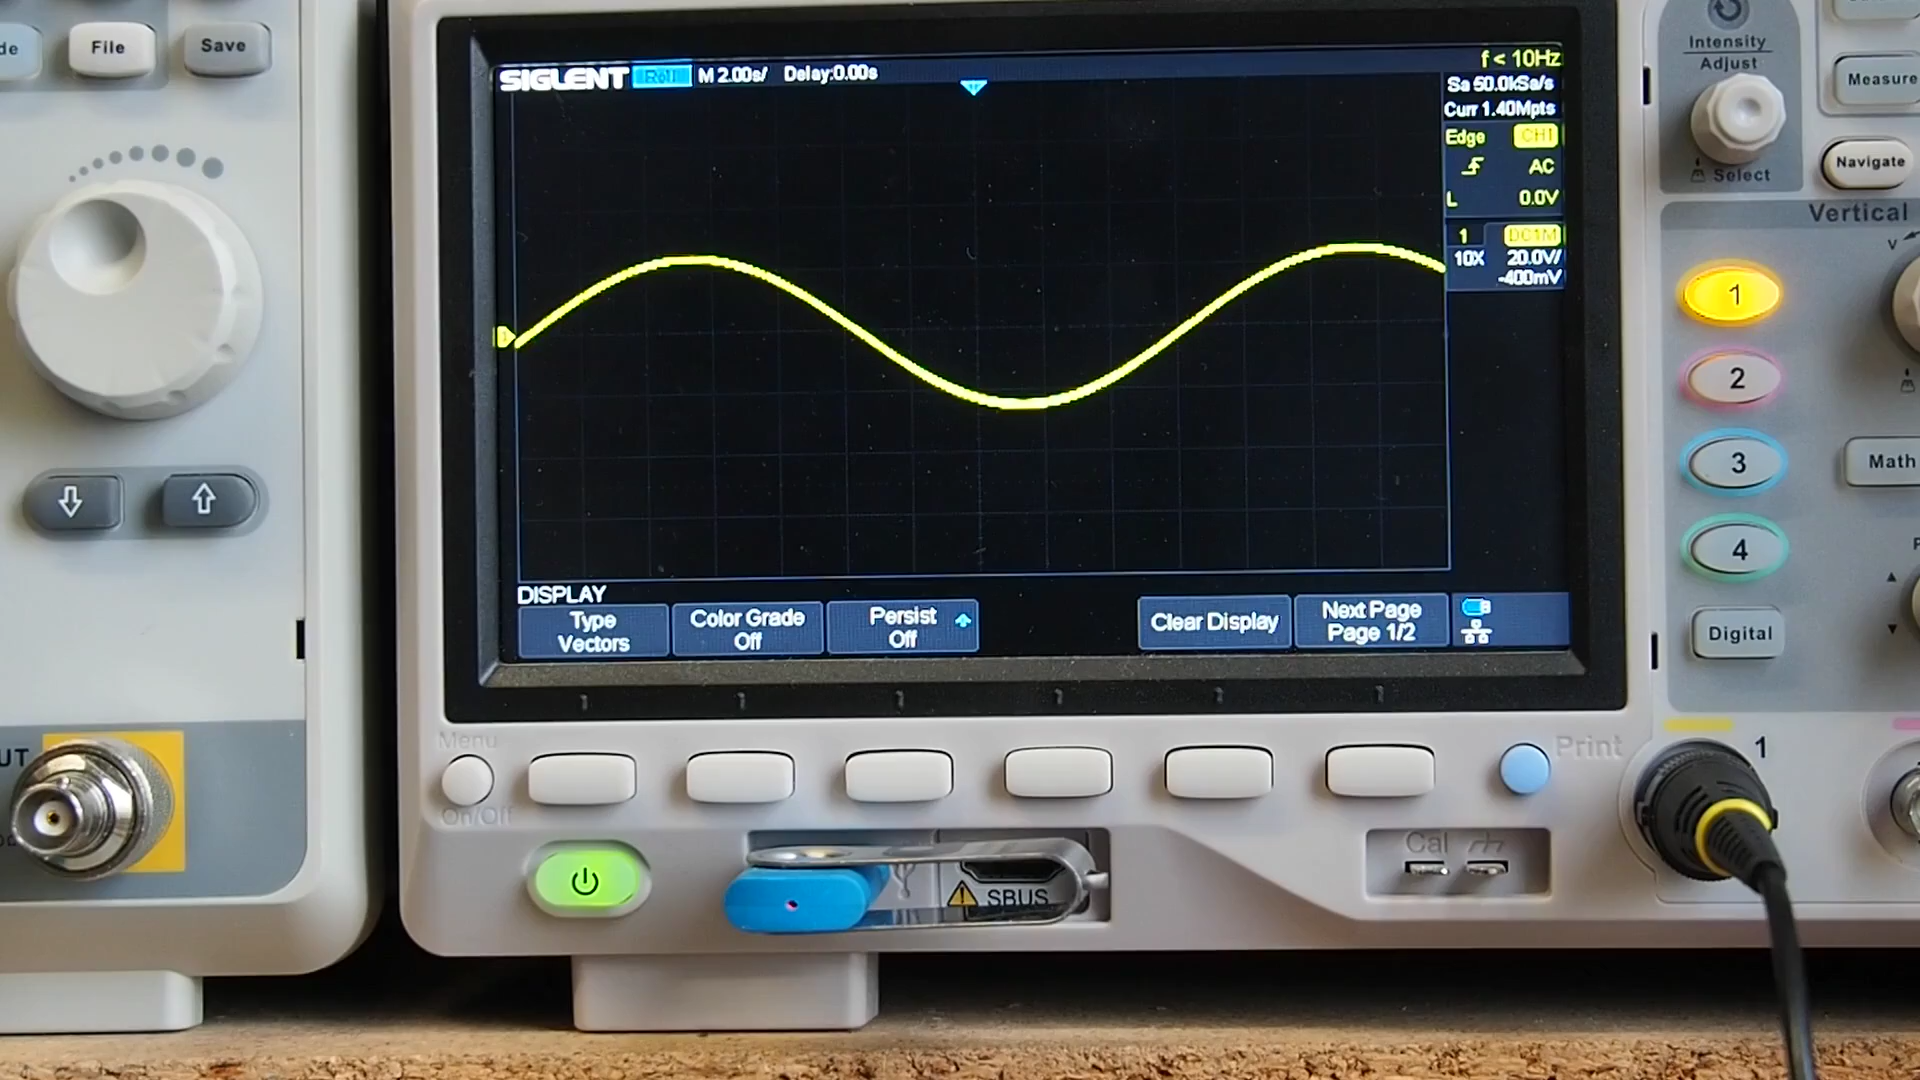 File
Save
SIGLENT Roll M 2.00s/ Delay:0.00s
f < 10Hz
Sa 50.0kSa/s
Curr 1.40Mpts
Edge CH1
AC
L 0.0V
1 DC1M
10X 20.0V/
-400mV
DISPLAY
Type
Vectors
Color Grade
Off
Persist
Off
Clear Display
Next Page
Page 1/2
Menu
On/Off
Print
Cal
SBUS
Intensity
Adjust
Select
Measure
Navigate
Vertical
V
1
2
3
4
Math
Digital
1